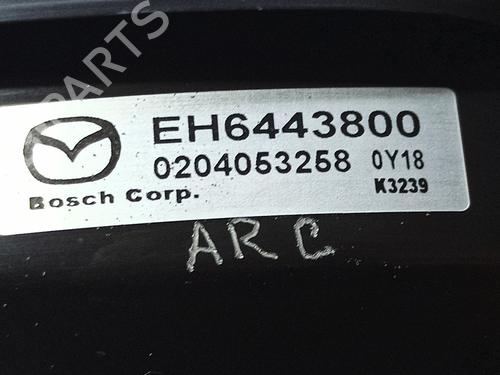 PARTS
EH6443800
0204053258 0Y18
Bosch Corp. K3239
ARC